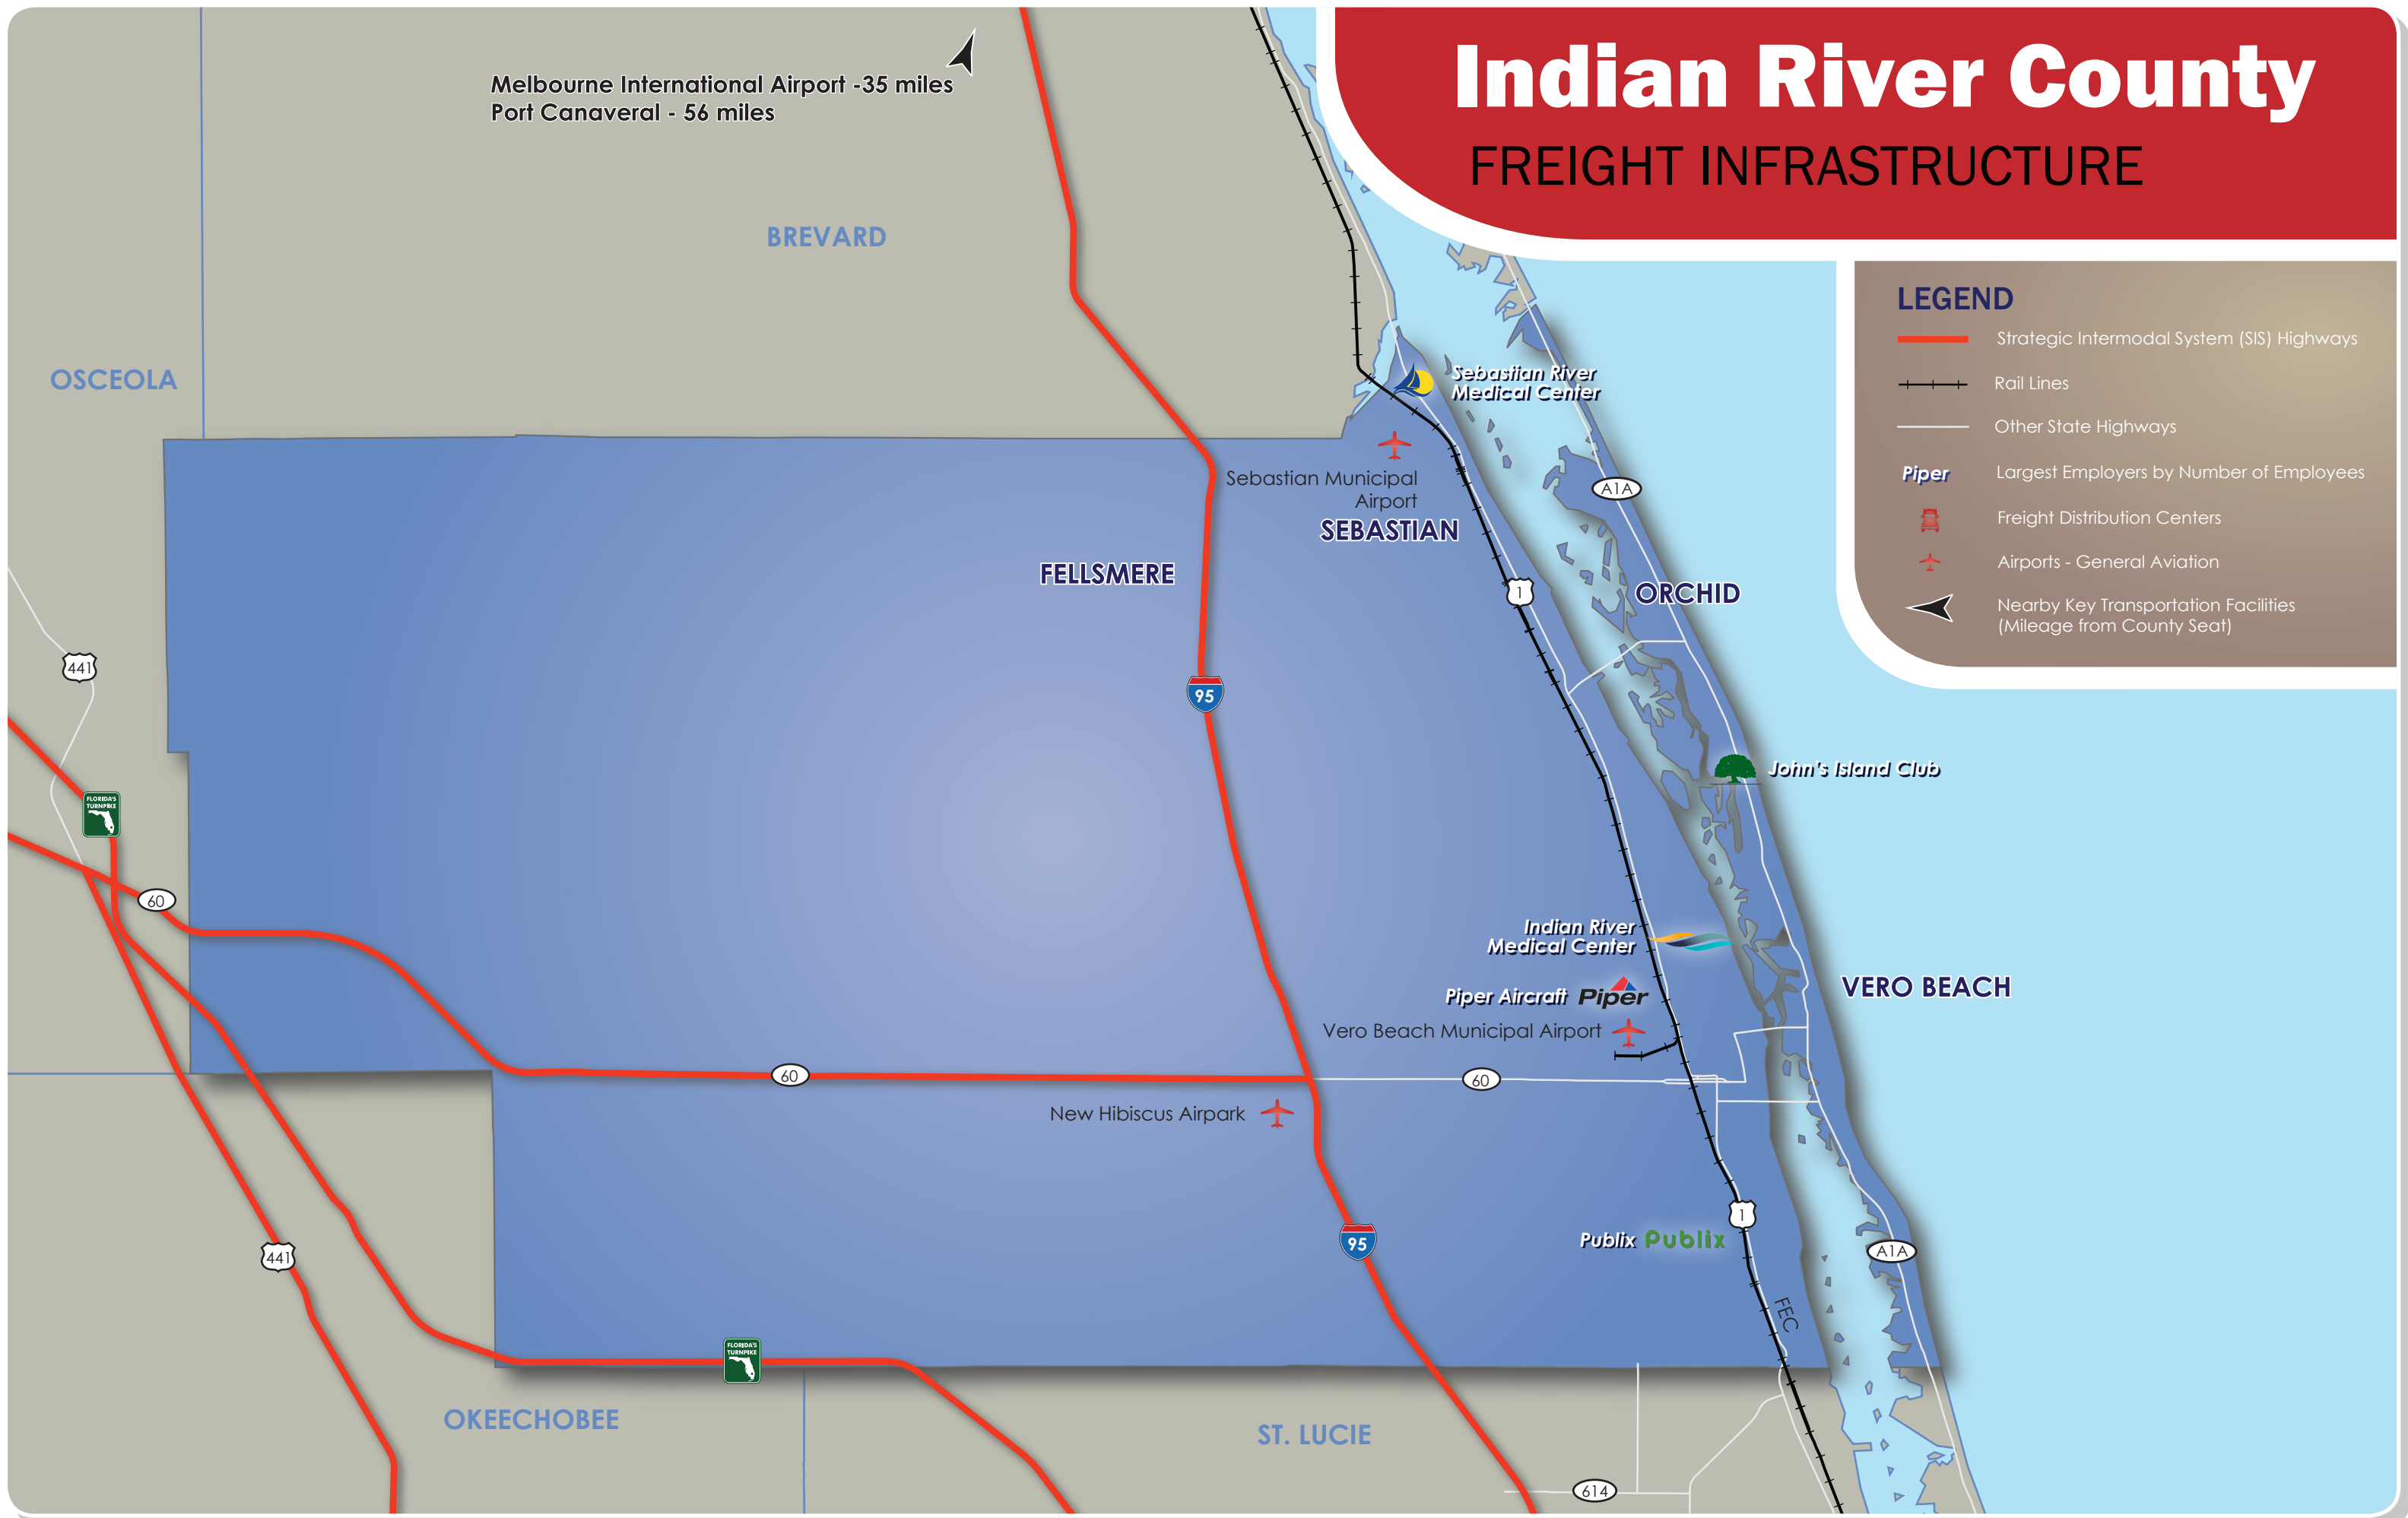 Indian River County
FREIGHT INFRASTRUCTURE
Melbourne International Airport -35 miles
Port Canaveral - 56 miles
BREVARD
OSCEOLA
LEGEND
Strategic Intermodal System (SIS) Highways
Rail Lines
Other State Highways
Piper
Largest Employers by Number of Employees
Freight Distribution Centers
Airports - General Aviation
Nearby Key Transportation Facilities
(Mileage from County Seat)
Sebastian River
Medical Center
Sebastian Municipal
Airport
SEBASTIAN
A1A
FELLSMERE
1
ORCHID
441
95
John's Island Club
FLORIDA'S
TURNPIKE
60
Indian River
Medical Center
Piper Aircraft
Piper
VERO BEACH
Vero Beach Municipal Airport
60
60
New Hibiscus Airpark
1
Publix
Publix
95
A1A
441
FEC
FLORIDA'S
TURNPIKE
OKEECHOBEE
ST. LUCIE
614